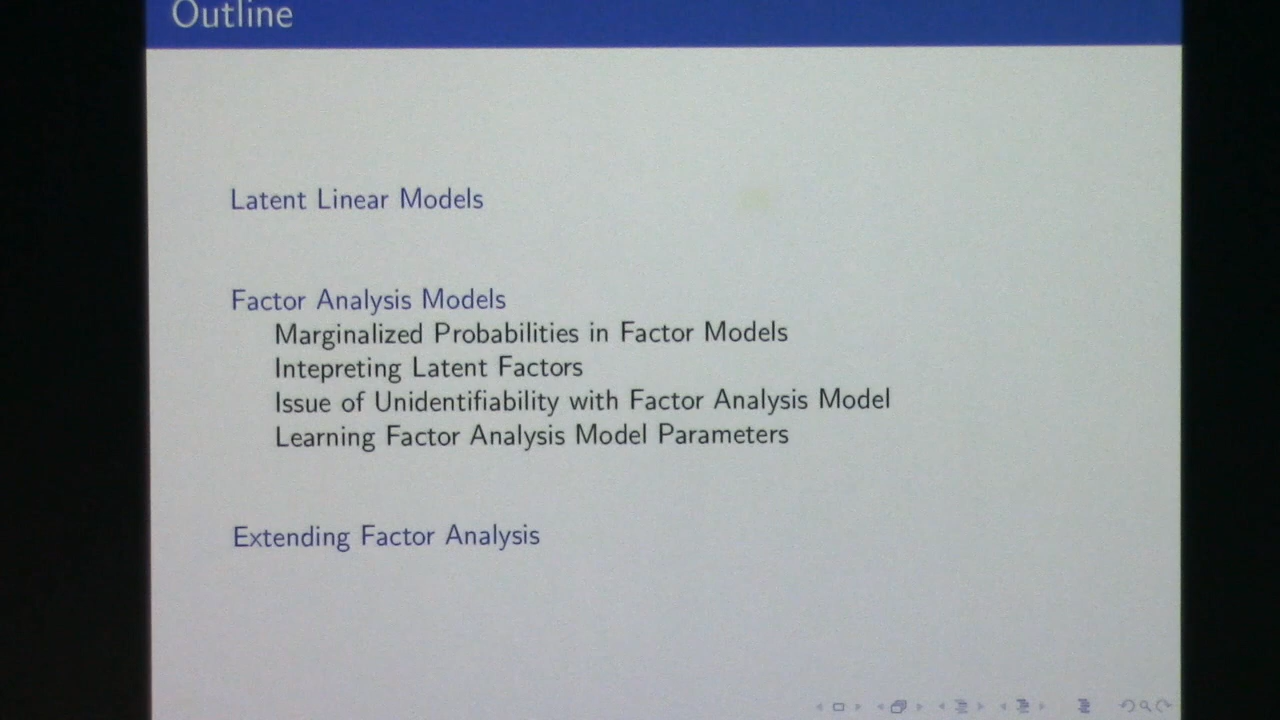 Outline
Latent Linear Models
Factor Analysis Models
Marginalized Probabilities in Factor Models
Intepreting Latent Factors
Issue of Unidentifiability with Factor Analysis Model
Learning Factor Analysis Model Parameters
Extending Factor Analysis